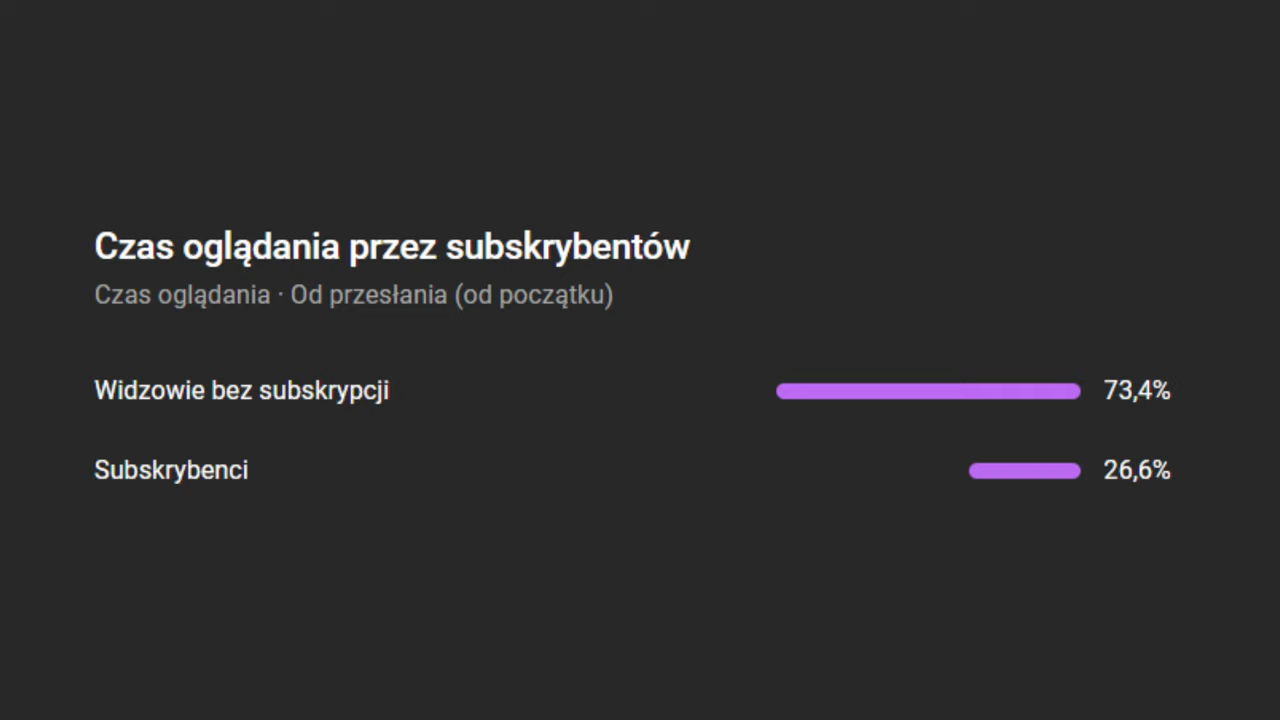 Czas oglądania przez subskrybentów
Czas oglądania · Od przesłania (od początku)
Widzowie bez subskrypcji 73,4%
Subskrybenci 26,6%